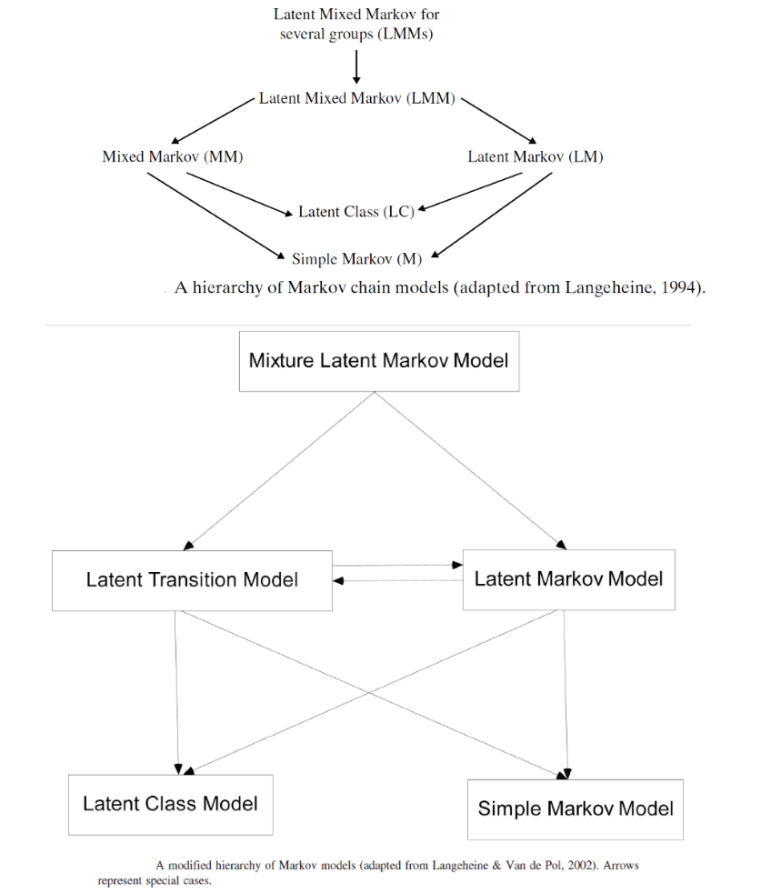 Latent Mixed Markov for
several groups (LMMs)
Latent Mixed Markov (LMM)
Mixed Markov (MM)
Latent Markov (LM)
Latent Class (LC)
Simple Markov (M)
A hierarchy of Markov chain models (adapted from Langeheine, 1994).
Mixture Latent Markov Model
Latent Transition Model
Latent Markov Model
Latent Class Model
Simple Markov Model
A modified hierarchy of Markov models (adapted from Langeheine & Van de Pol, 2002). Arrows
represent special cases.